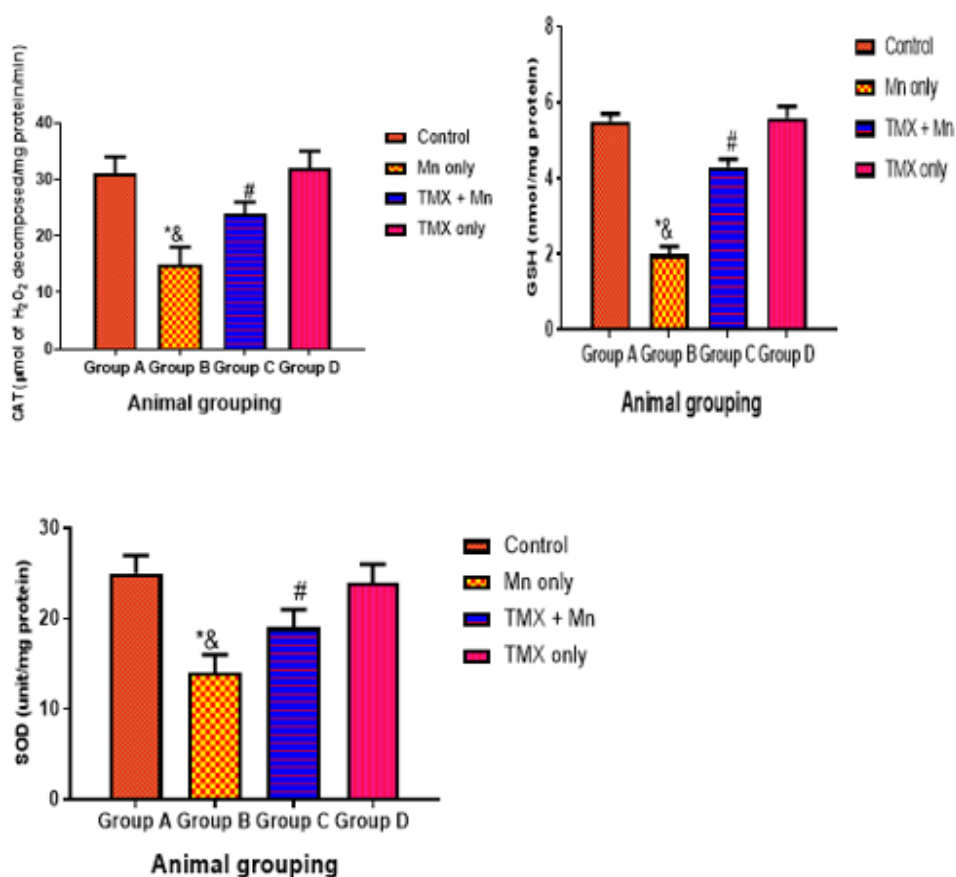 CAT (µmol of H₂O₂ decomposed/mg protein/min)
40
30
20
10
0
*&
#
Group A Group B Group C Group D
Animal grouping
Control
Mn only
TMX + Mn
TMX only
GSH (nmol/mg protein)
8
6
4
2
0
*&
#
Group A Group B Group C Group D
Animal grouping
Control
Mn only
TMX + Mn
TMX only
SOD (unit/mg protein)
30
20
10
0
*&
#
Group A Group B Group C Group D
Animal grouping
Control
Mn only
TMX + Mn
TMX only